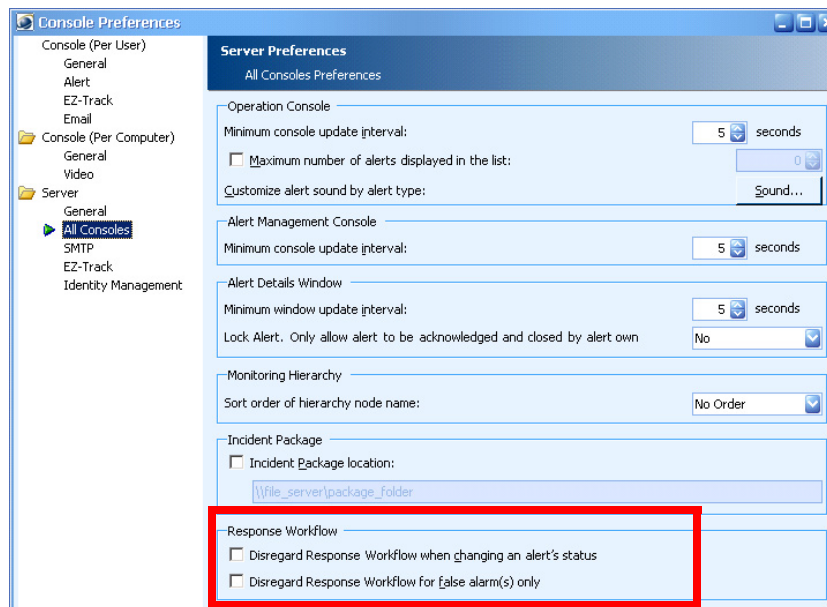 Console Preferences
Console (Per User)
General
Alert
EZ-Track
Email
Console (Per Computer)
General
Video
Server
General
All Consoles
SMTP
EZ-Track
Identity Management
Server Preferences
All Consoles Preferences
Operation Console
Minimum console update interval: 5 seconds
Maximum number of alerts displayed in the list: 0
Customize alert sound by alert type: Sound...
Alert Management Console
Minimum console update interval: 5 seconds
Alert Details Window
Minimum window update interval: 5 seconds
Lock Alert. Only allow alert to be acknowledged and closed by alert own No
Monitoring Hierarchy
Sort order of hierarchy node name: No Order
Incident Package
Incident Package location:
\\file_server\package_folder
Response Workflow
Disregard Response Workflow when changing an alert's status
Disregard Response Workflow for false alarm(s) only